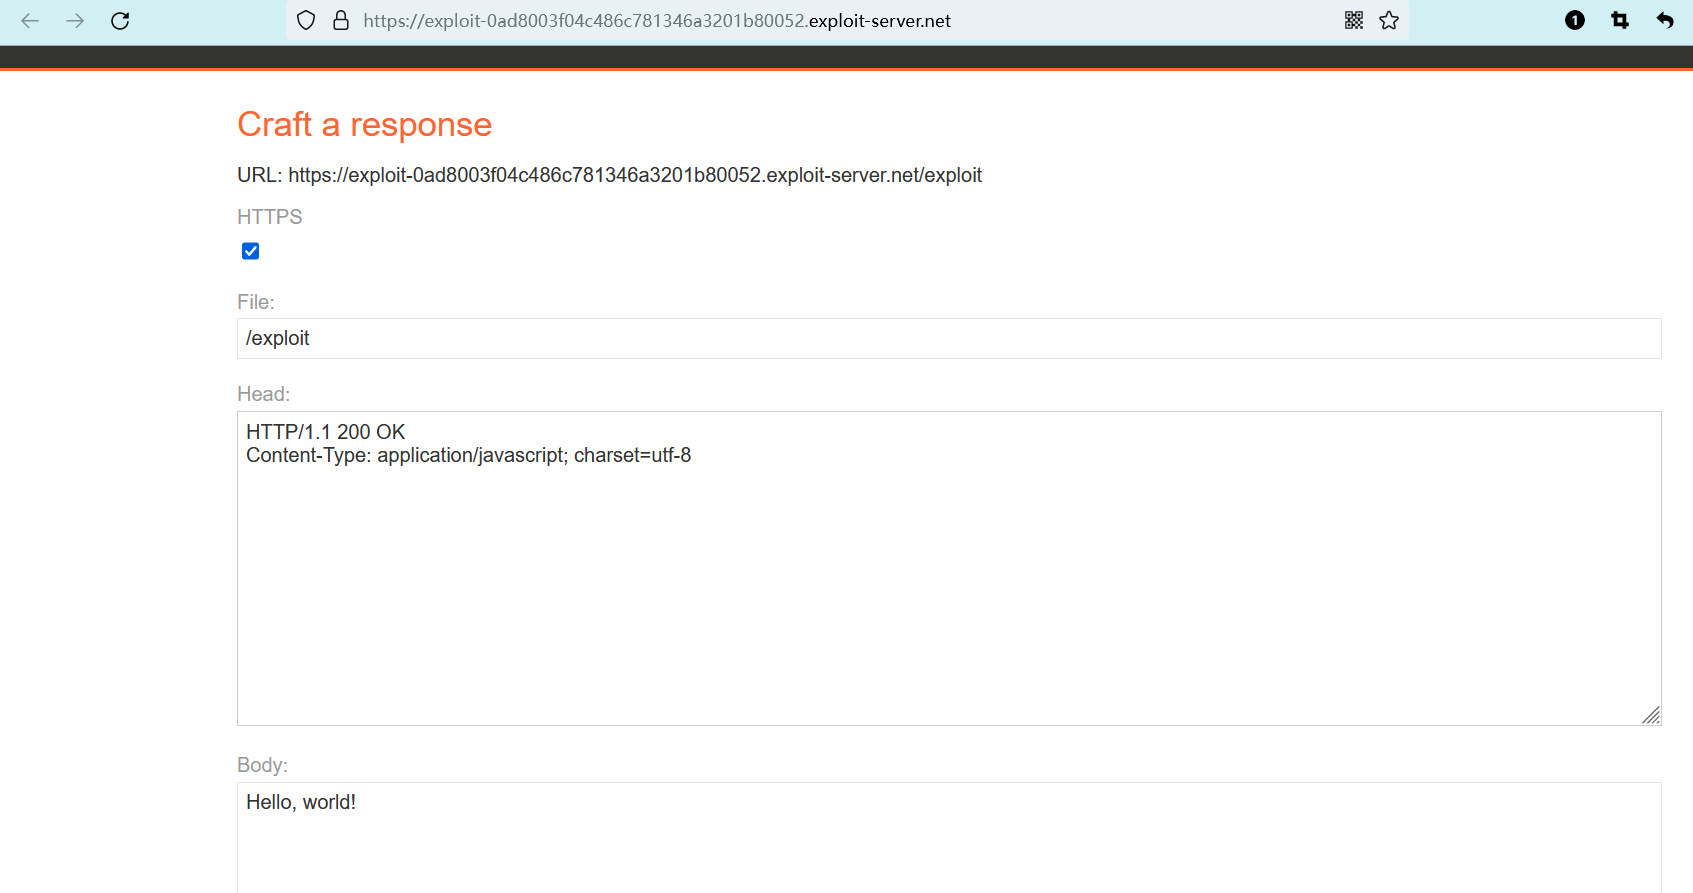 https://exploit-0ad8003f04c486c781346a3201b80052.exploit-server.net
1
Craft a response
URL: https://exploit-0ad8003f04c486c781346a3201b80052.exploit-server.net/exploit
HTTPS
File:
/exploit
Head:
HTTP/1.1 200 OK
Content-Type: application/javascript; charset=utf-8
Body:
Hello, world!